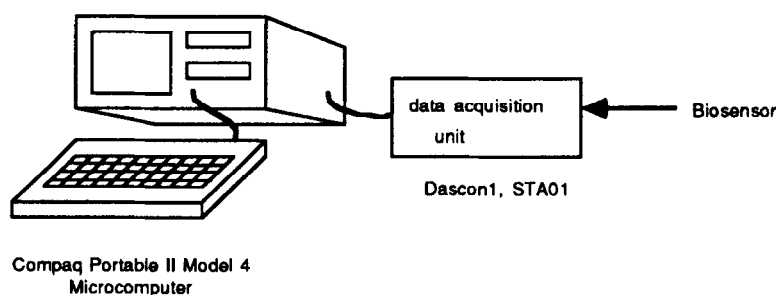 data acquisition
unit
Biosensor
Dascon1, STA01
Compaq Portable II Model 4
Microcomputer